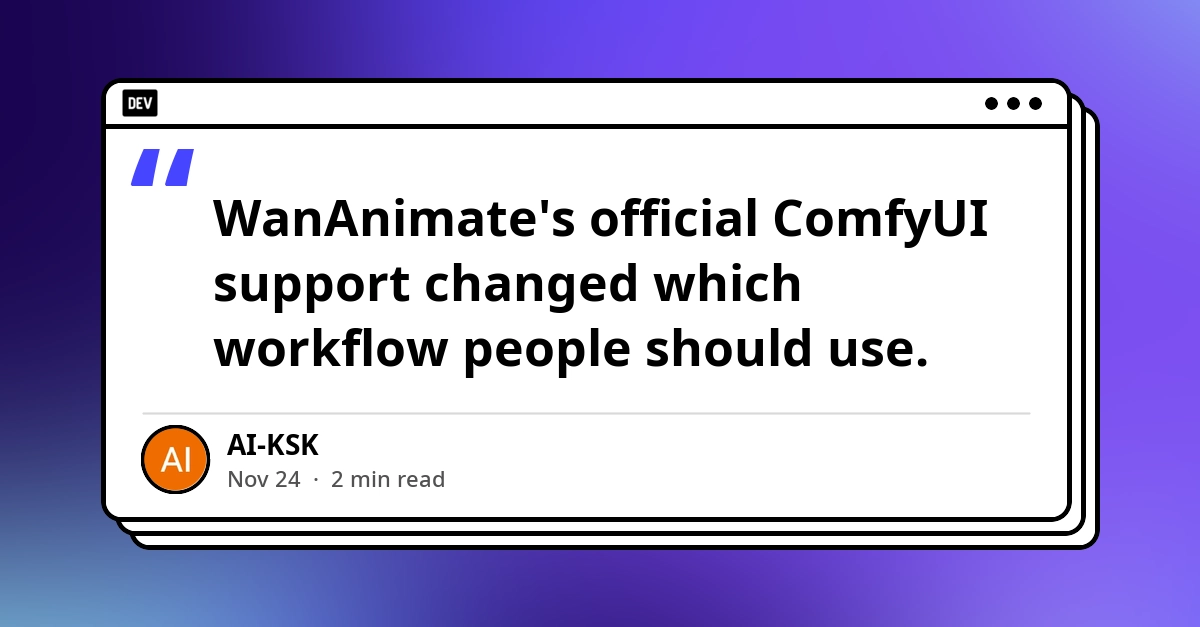 DEV
“
WanAnimate's official ComfyUI
support changed which
workflow people should use.
AI
AI-KSK
Nov 24 · 2 min read